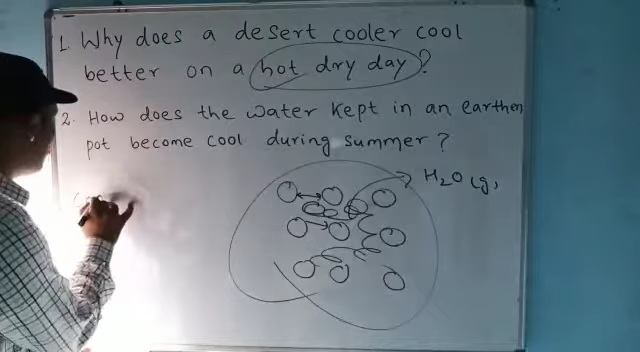 1. Why does a desert cooler cool
better on a hot dry day?
2. How does the water kept in an earthen
pot become cool during summer?
H2O (g,